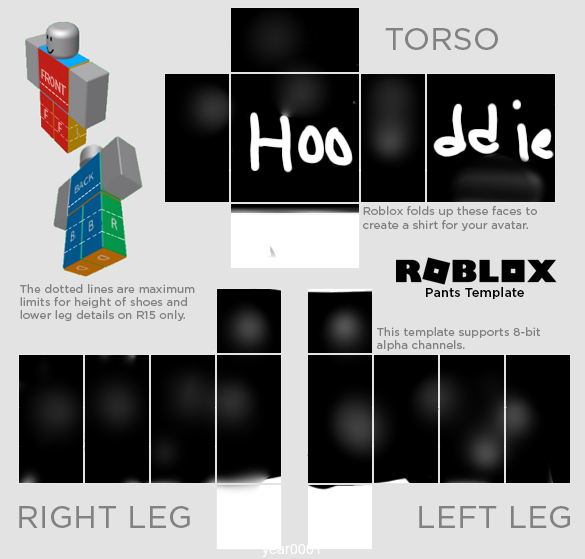 TORSO
FRONT
F F L
BACK
B B R
Hoo ddie
Roblox folds up these faces to
create a shirt for your avatar.
ROBLOX
Pants Template
The dotted lines are maximum
limits for height of shoes and
lower leg details on R15 only.
This template supports 8-bit
alpha channels.
RIGHT LEG
LEFT LEG
year0001